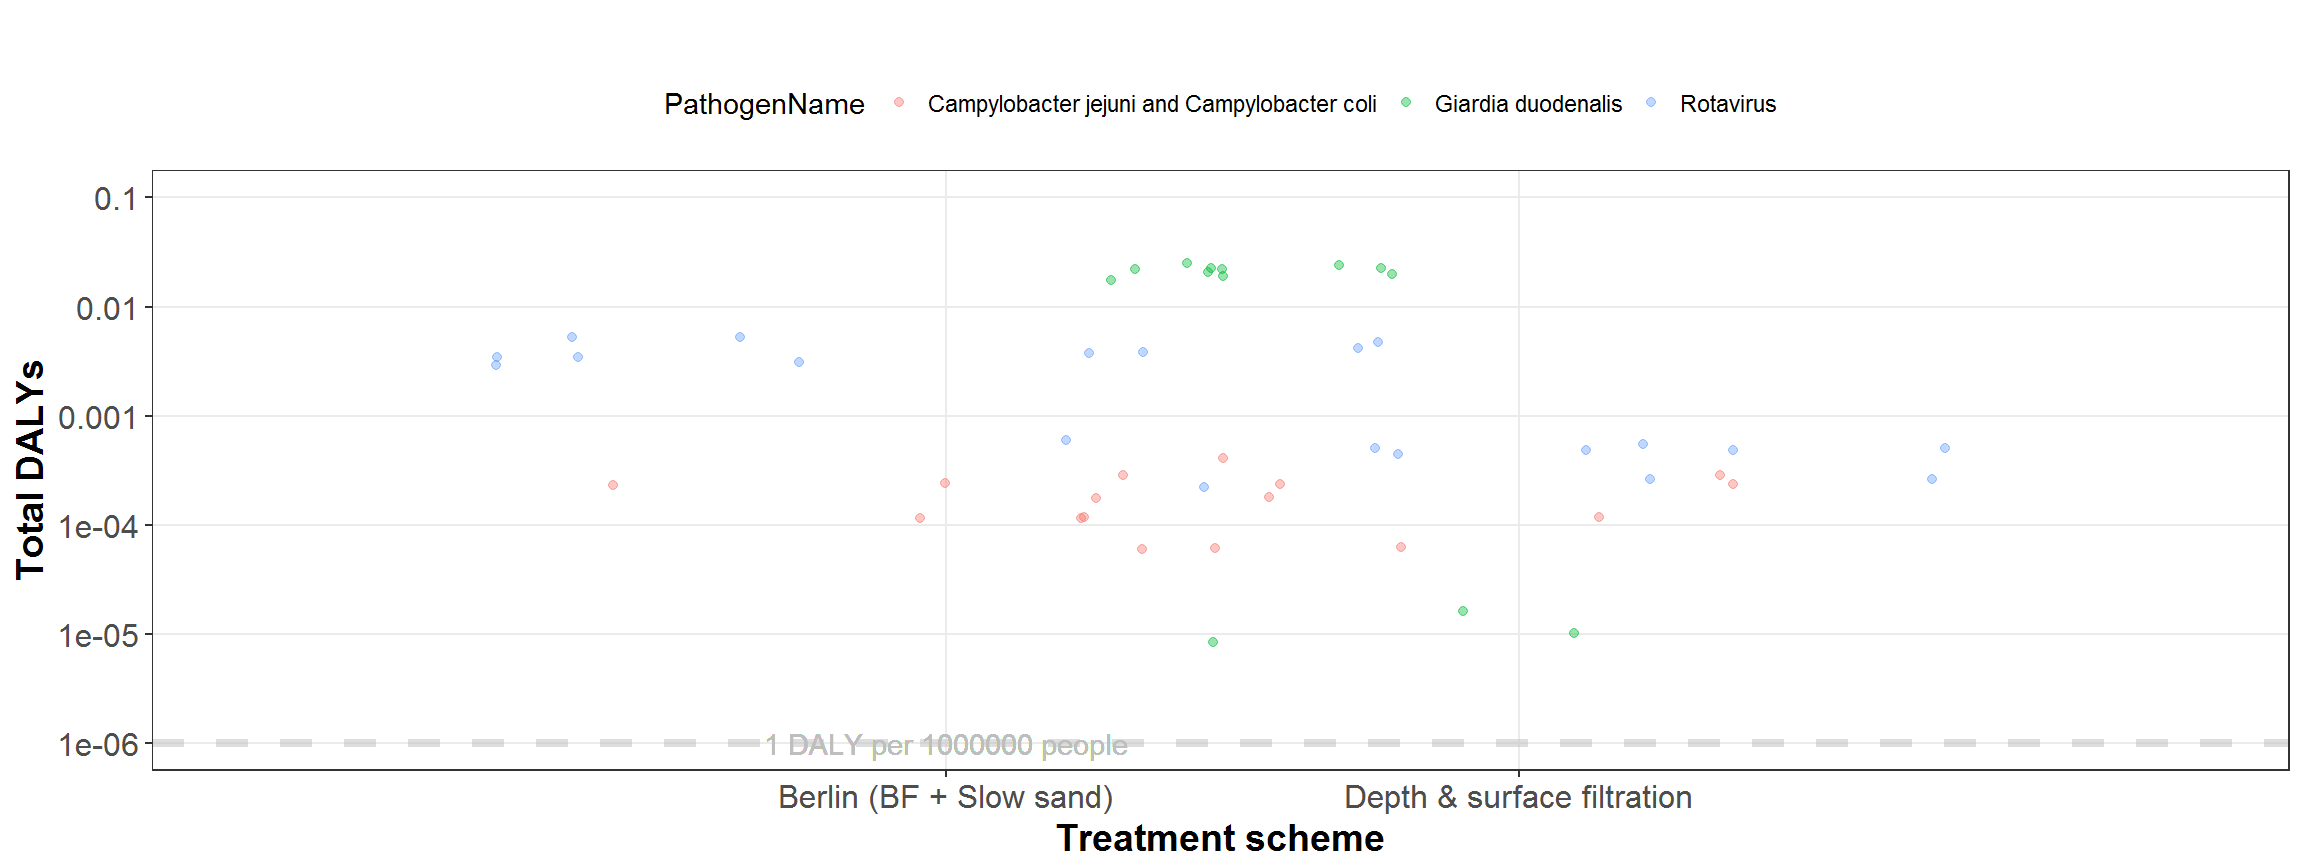 PathogenName Campylobacter jejuni and Campylobacter coli Giardia duodenalis Rotavirus
0.1
0.01
0.001
1e-04
1e-05
1e-06
Total DALYs
1 DALY per 1000000 people
Berlin (BF + Slow sand) Depth & surface filtration
Treatment scheme